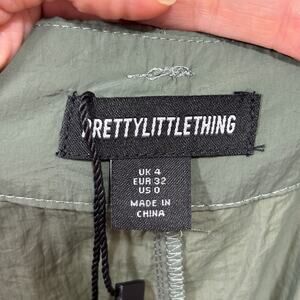 PRETTYLITTLETHING
UK 4
EUR 32
US 0
MADE IN
CHINA